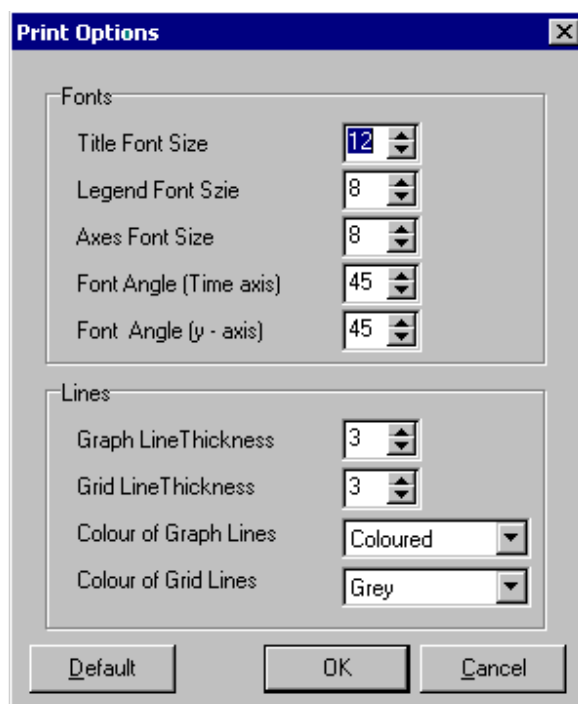 Print Options
Fonts
Title Font Size 12
Legend Font Szie 8
Axes Font Size 8
Font Angle (Time axis) 45
Font Angle (y - axis) 45
Lines
Graph LineThickness 3
Grid LineThickness 3
Colour of Graph Lines Coloured
Colour of Grid Lines Grey
Default OK Cancel